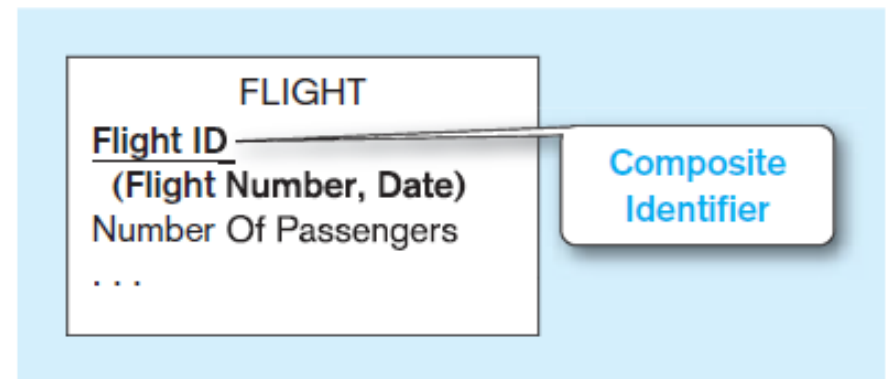 FLIGHT
Flight ID
(Flight Number, Date)
Number Of Passengers
. . .
Composite
Identifier